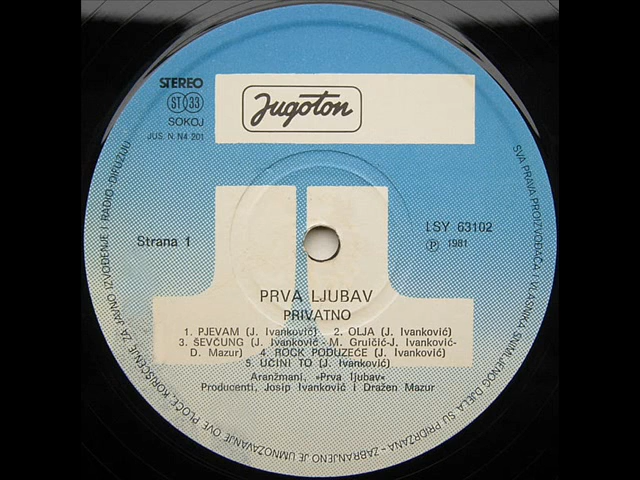 STEREO
ST 33
SOKOJ
JUS. N. N4 201
Jugoton
Strana 1
LSY 63102
℗ 1981
PRVA LJUBAV
PRIVATNO
1. PJEVAM (J. Ivanković) 2. OLJA (J. Ivanković)
3. ŠEVČUNG (J. Ivanković - M. Gruičić-J. Ivanković-
D. Mazur) 4. ROCK PODUZEĆE (J. Ivanković)
5. UČINI TO (J. Ivanković)
Aranžmani, »Prva ljubav«
Producenti, Josip Ivanković i Dražen Mazur
SVA PRAVA PROIZVOĐAČA I VLASNIKA SNIMLJENOG DJELA SU PRIDRŽANA - ZABRANJENO JE UMNOŽAVANJE OVE PLOČE, KORIŠĆENJE ZA JAVNO IZVOĐENJE I RADIO-DIFUZIJU